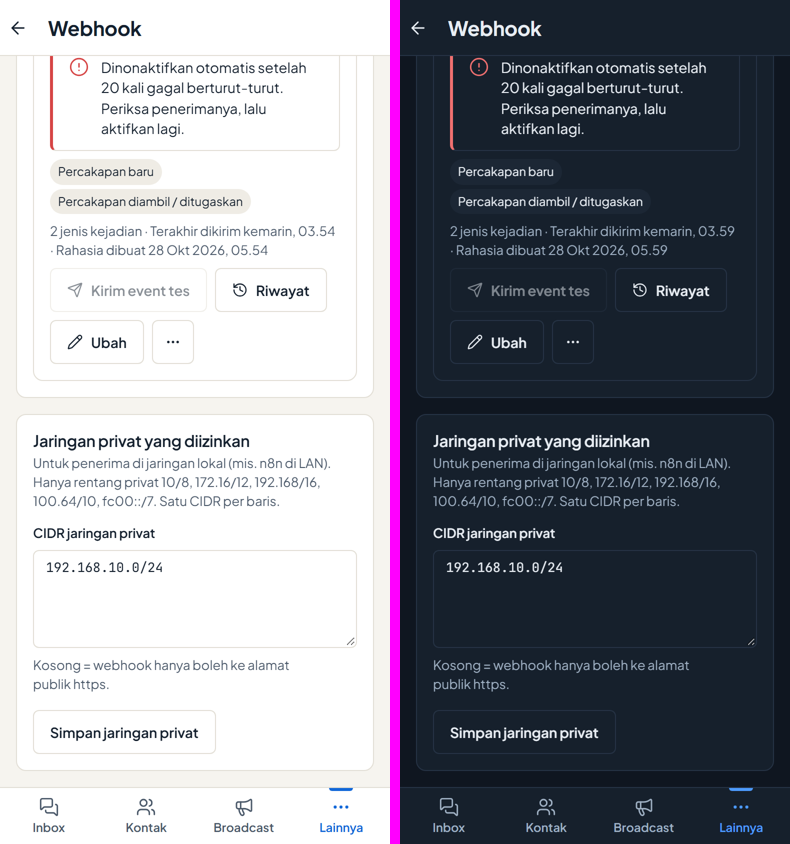 Webhook
Dinonaktifkan otomatis setelah
20 kali gagal berturut-turut.
Periksa penerimanya, lalu
aktifkan lagi.
Percakapan baru
Percakapan diambil / ditugaskan
2 jenis kejadian · Terakhir dikirim kemarin, 03.54
· Rahasia dibuat 28 Okt 2026, 05.54
Kirim event tes
Riwayat
Ubah
Jaringan privat yang diizinkan
Untuk penerima di jaringan lokal (mis. n8n di LAN).
Hanya rentang privat 10/8, 172.16/12, 192.168/16,
100.64/10, fc00::/7. Satu CIDR per baris.
CIDR jaringan privat
192.168.10.0/24
Kosong = webhook hanya boleh ke alamat
publik https.
Simpan jaringan privat
Inbox
Kontak
Broadcast
Lainnya
Webhook
Dinonaktifkan otomatis setelah
20 kali gagal berturut-turut.
Periksa penerimanya, lalu
aktifkan lagi.
Percakapan baru
Percakapan diambil / ditugaskan
2 jenis kejadian · Terakhir dikirim kemarin, 03.59
· Rahasia dibuat 28 Okt 2026, 05.59
Kirim event tes
Riwayat
Ubah
Jaringan privat yang diizinkan
Untuk penerima di jaringan lokal (mis. n8n di LAN).
Hanya rentang privat 10/8, 172.16/12, 192.168/16,
100.64/10, fc00::/7. Satu CIDR per baris.
CIDR jaringan privat
192.168.10.0/24
Kosong = webhook hanya boleh ke alamat
publik https.
Simpan jaringan privat
Inbox
Kontak
Broadcast
Lainnya